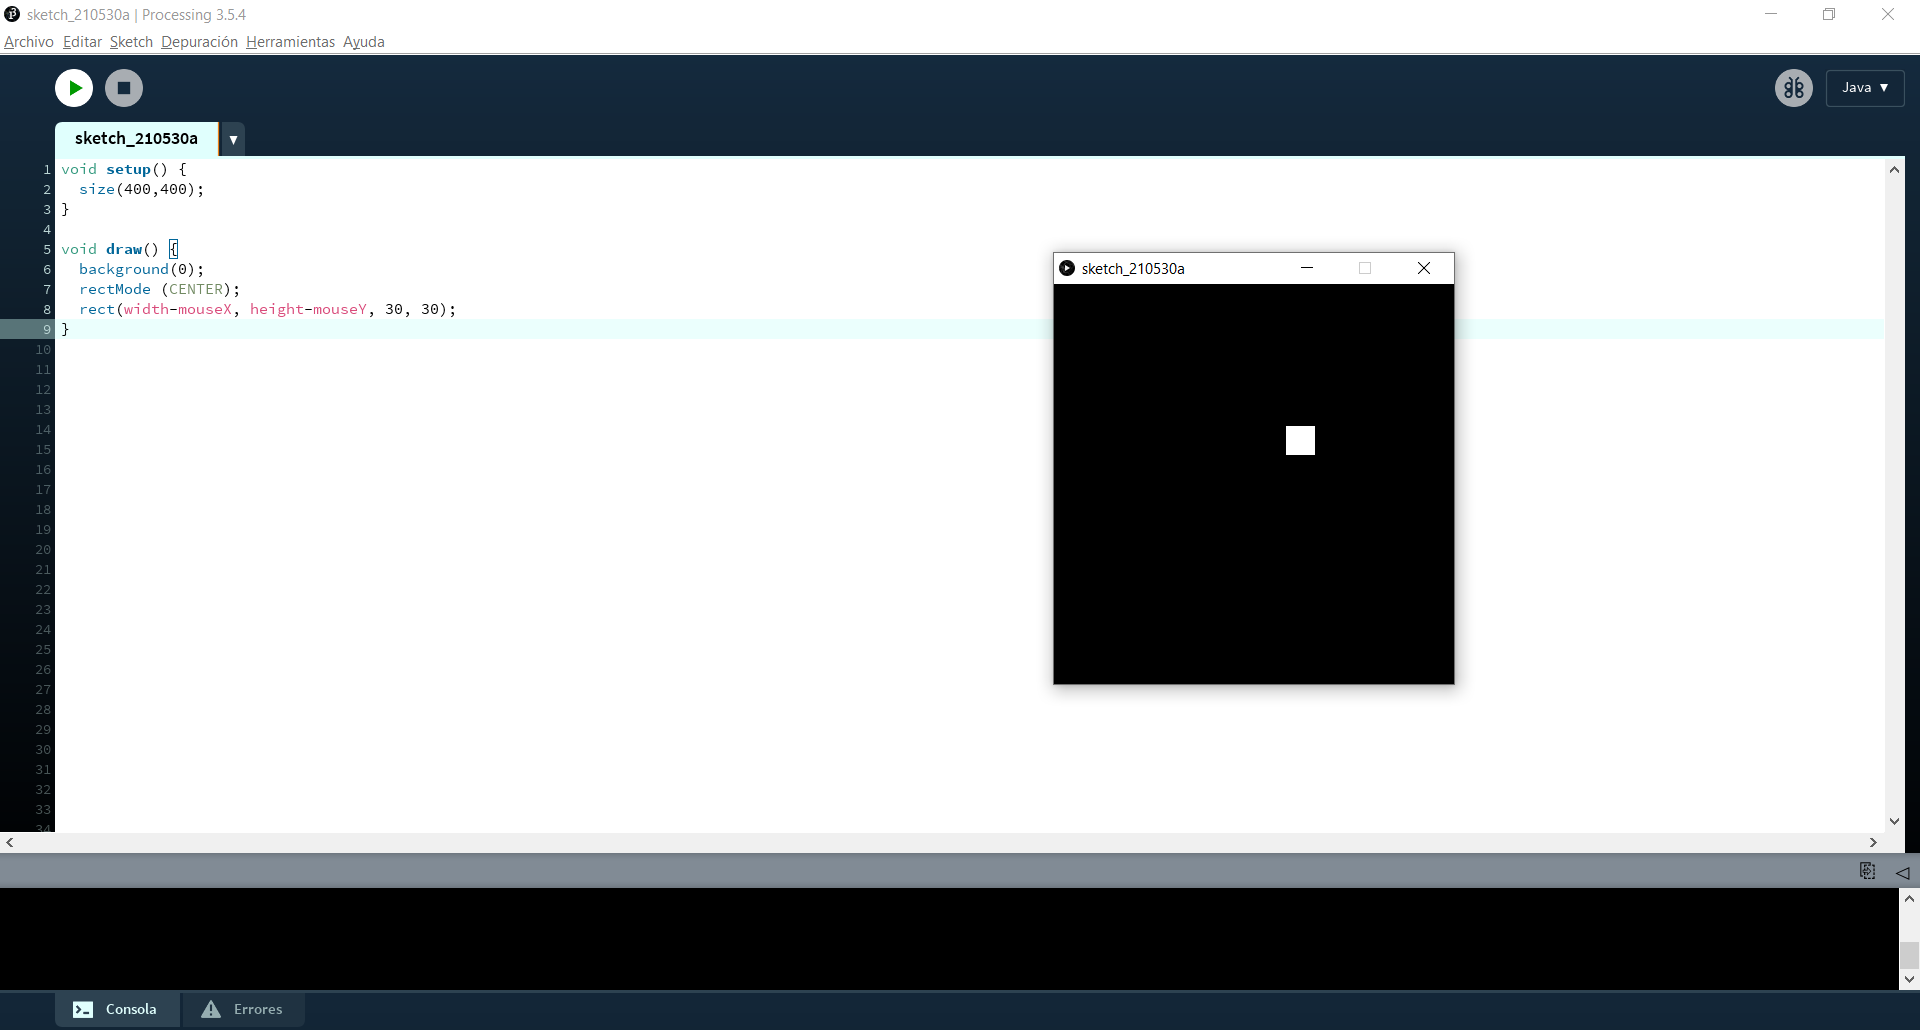 sketch_210530a | Processing 3.5.4
Archivo Editar Sketch Depuración Herramientas Ayuda
Java ▼
sketch_210530a ▼
1 void setup() {
2 size(400,400);
3 }
4
5 void draw() {
6 background(0);
7 rectMode (CENTER);
8 rect(width-mouseX, height-mouseY, 30, 30);
9 }
10
11
12
13
14
15
16
17
18
19
20
21
22
23
24
25
26
27
28
29
30
31
32
33
34
sketch_210530a
Consola Errores